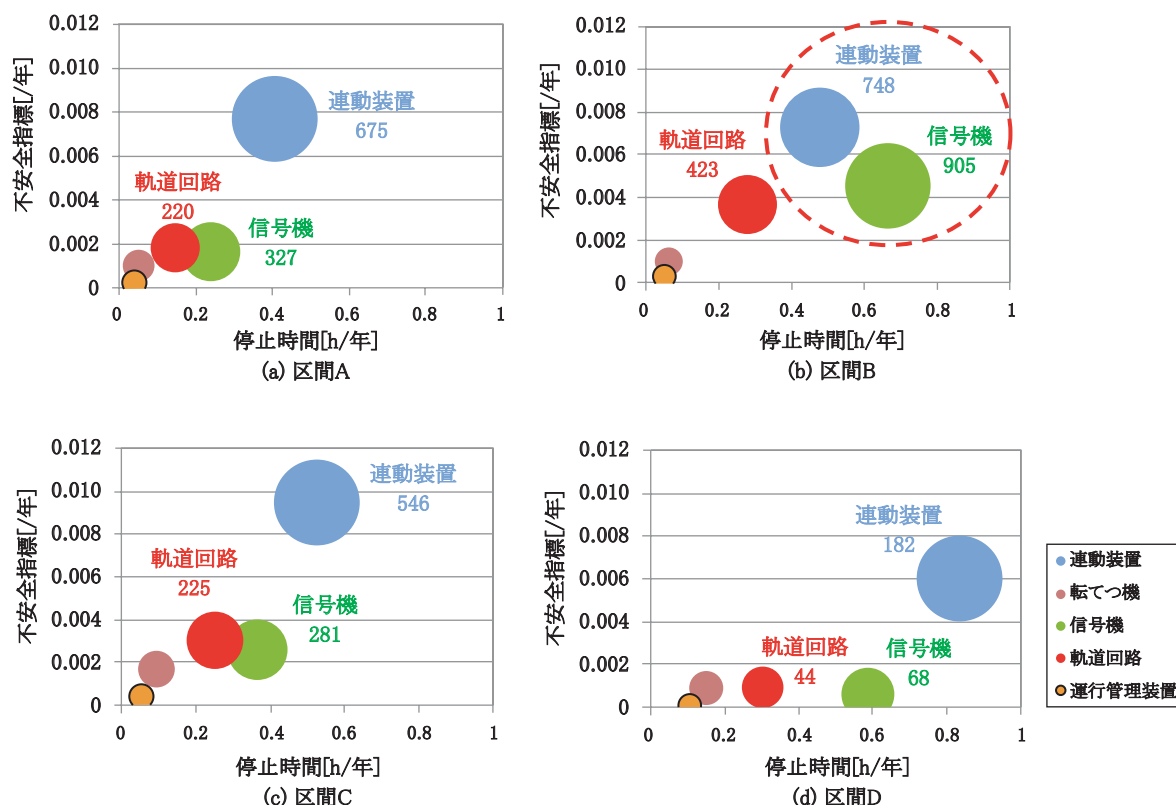 不安全指標[/年]
0.012
0.010
0.008
0.006
0.004
0.002
0
連動装置
675
軌道回路
220
信号機
327
0 0.2 0.4 0.6 0.8 1
停止時間[h/年]
(a) 区間A
不安全指標[/年]
0.012
0.010
0.008
0.006
0.004
0.002
0
連動装置
748
軌道回路
423
信号機
905
0 0.2 0.4 0.6 0.8 1
停止時間[h/年]
(b) 区間B
不安全指標[/年]
0.012
0.010
0.008
0.006
0.004
0.002
0
連動装置
546
軌道回路
225
信号機
281
0 0.2 0.4 0.6 0.8 1
停止時間[h/年]
(c) 区間C
不安全指標[/年]
0.012
0.010
0.008
0.006
0.004
0.002
0
連動装置
182
軌道回路
44
信号機
68
0 0.2 0.4 0.6 0.8 1
停止時間[h/年]
(d) 区間D
連動装置
転てつ機
信号機
軌道回路
運行管理装置